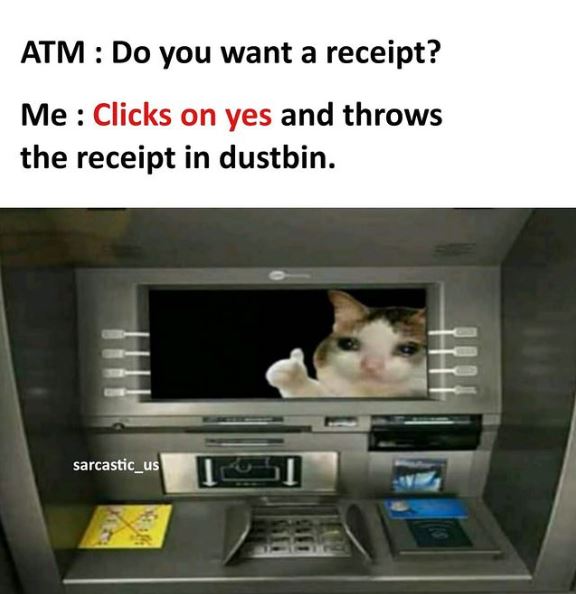 ATM : Do you want a receipt?
Me : Clicks on yes and throws
the receipt in dustbin.
sarcastic_us